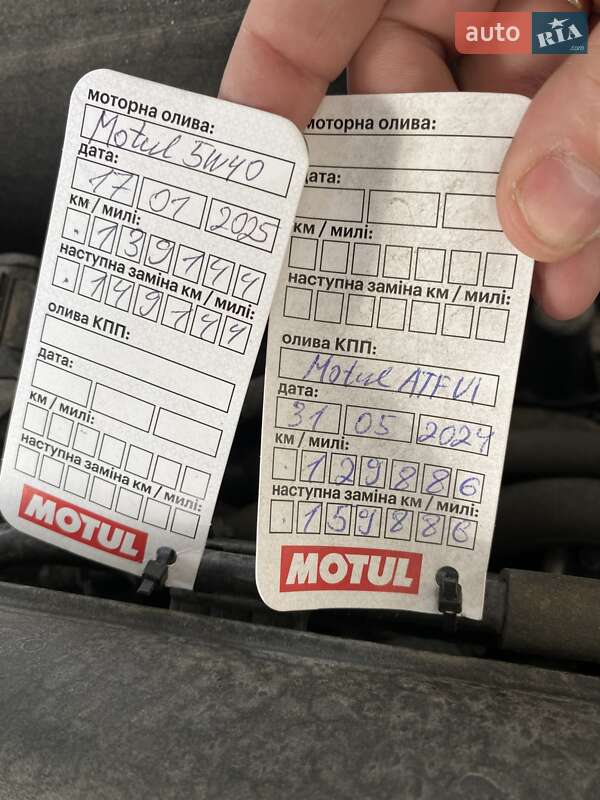 auto RIA.com
МОТОРНА ОЛИВА:
Motul 5W40
ДАТА:
17 01 2025
КМ / МИЛІ:
.139144
НАСТУПНА ЗАМІНА КМ / МИЛІ:
.149144
ОЛИВА КПП:
ДАТА:
КМ / МИЛІ:
НАСТУПНА ЗАМІНА КМ / МИЛІ:
MOTUL
МОТОРНА ОЛИВА:
ДАТА:
КМ / МИЛІ:
НАСТУПНА ЗАМІНА КМ / МИЛІ:
ОЛИВА КПП:
Motul ATF VI
ДАТА:
31 05 2024
КМ / МИЛІ:
.129886
НАСТУПНА ЗАМІНА КМ / МИЛІ:
.159886
MOTUL